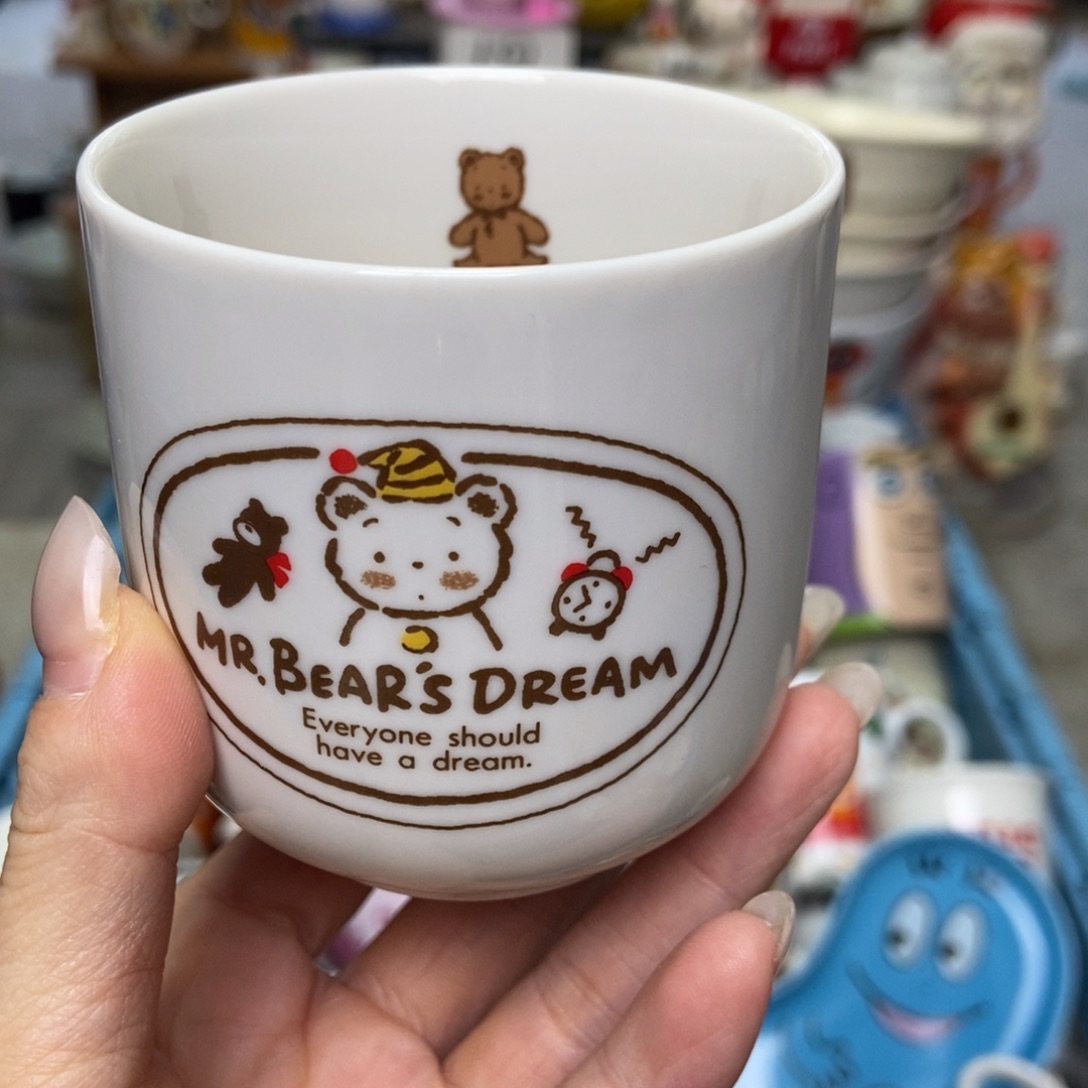 MR. BEAR'S DREAM
Everyone should
have a dream.